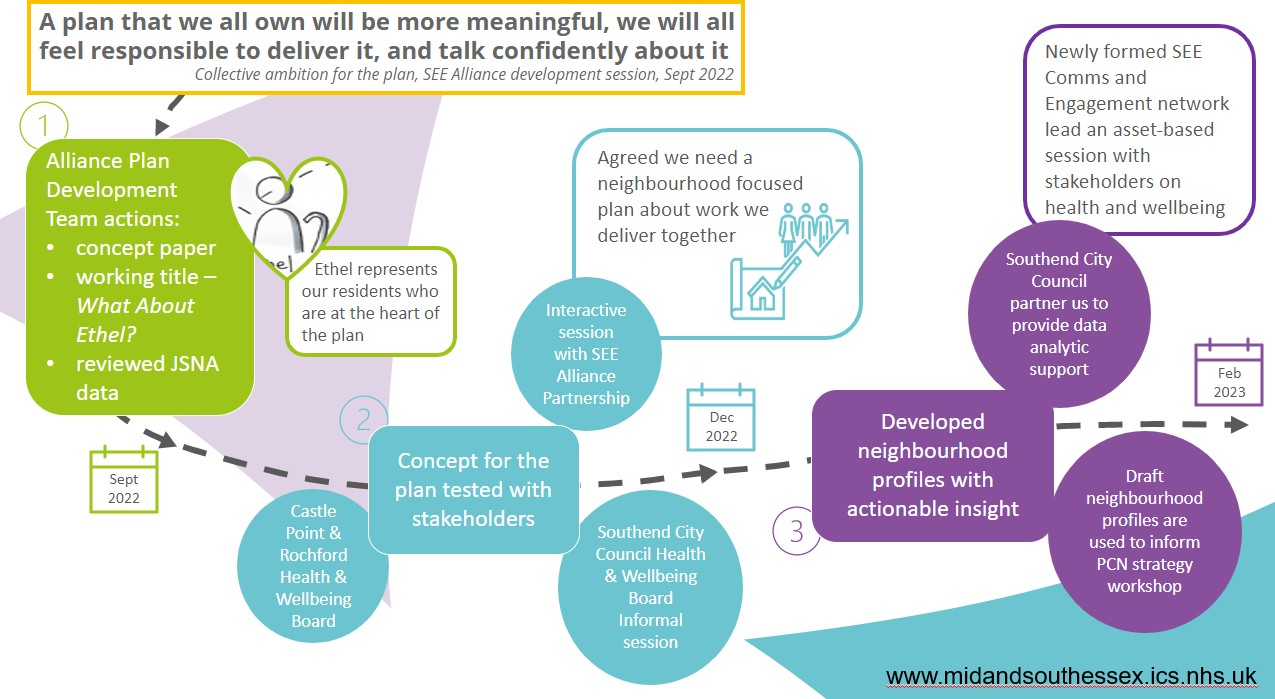 A plan that we all own will be more meaningful, we will all
feel responsible to deliver it, and talk confidently about it
Collective ambition for the plan, SEE Alliance development session, Sept 2022
1
Alliance Plan
Development
Team actions:
• concept paper
• working title –
What About
Ethel?
• reviewed JSNA
data
Ethel represents
our residents who
are at the heart of
the plan
Sept
2022
2
Concept for the
plan tested with
stakeholders
Castle
Point &
Rochford
Health &
Wellbeing
Board
Interactive
session
with SEE
Alliance
Partnership
Agreed we need a
neighbourhood focused
plan about work we
deliver together
Southend City
Council Health
& Wellbeing
Board
Informal
session
Dec
2022
3
Developed
neighbourhood
profiles with
actionable insight
Southend City
Council
partner us to
provide data
analytic
support
Newly formed SEE
Comms and
Engagement network
lead an asset-based
session with
stakeholders on
health and wellbeing
Draft
neighbourhood
profiles are
used to inform
PCN strategy
workshop
Feb
2023
www.midandsouthessex.ics.nhs.uk